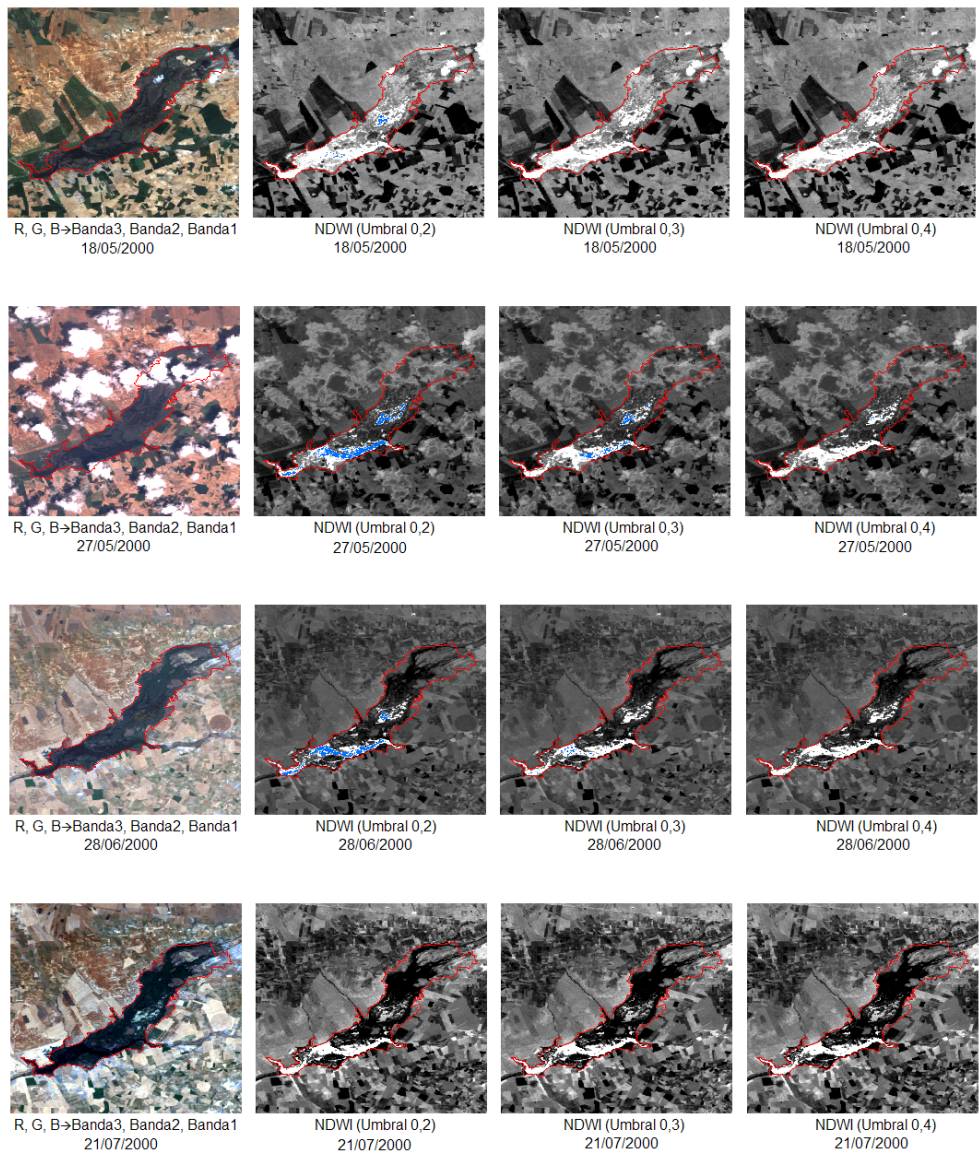 R, G, B→Banda3, Banda2, Banda1
18/05/2000
NDWI (Umbral 0,2)
18/05/2000
NDWI (Umbral 0,3)
18/05/2000
NDWI (Umbral 0,4)
18/05/2000
R, G, B→Banda3, Banda2, Banda1
27/05/2000
NDWI (Umbral 0,2)
27/05/2000
NDWI (Umbral 0,3)
27/05/2000
NDWI (Umbral 0,4)
27/05/2000
R, G, B→Banda3, Banda2, Banda1
28/06/2000
NDWI (Umbral 0,2)
28/06/2000
NDWI (Umbral 0,3)
28/06/2000
NDWI (Umbral 0,4)
28/06/2000
R, G, B→Banda3, Banda2, Banda1
21/07/2000
NDWI (Umbral 0,2)
21/07/2000
NDWI (Umbral 0,3)
21/07/2000
NDWI (Umbral 0,4)
21/07/2000